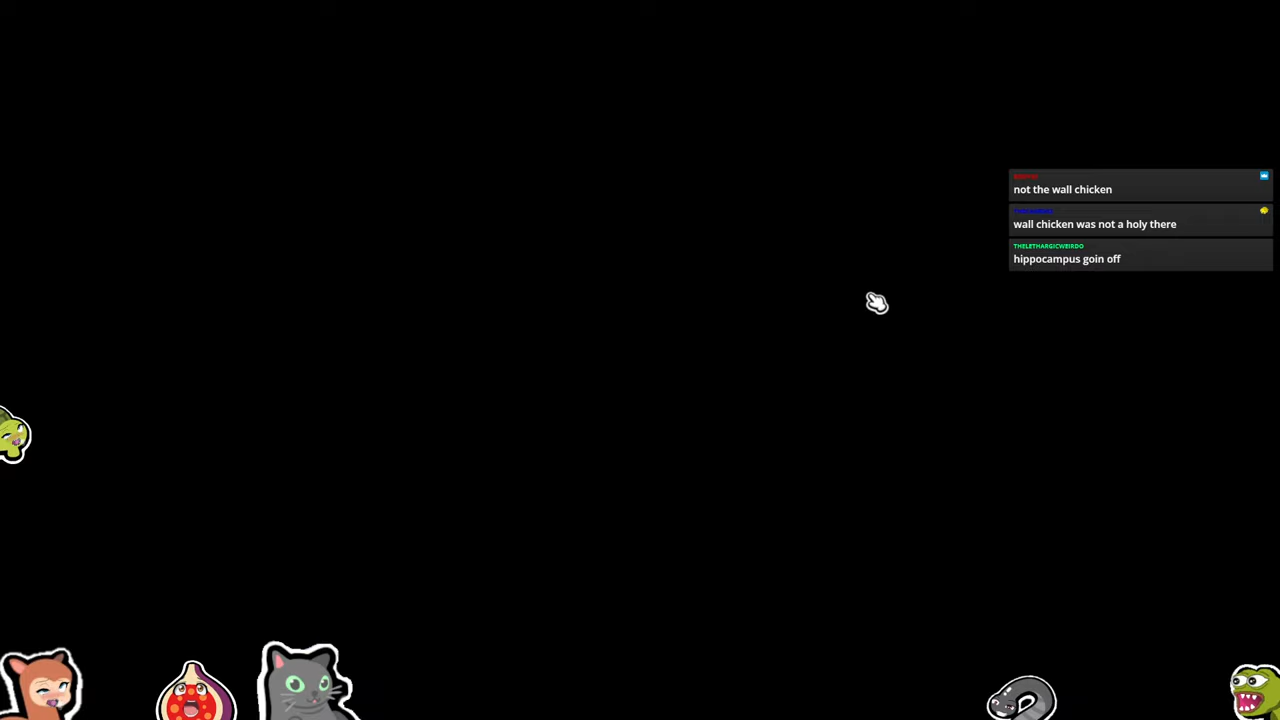 not the wall chicken
wall chicken was not a holy there
THELETHARGICWEIRDO
hippocampus goin off